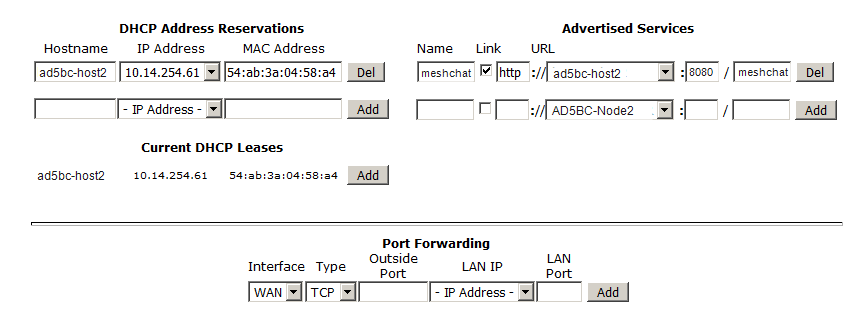 DHCP Address Reservations
Hostname IP Address MAC Address
ad5bc-host2 10.14.254.61 54:ab:3a:04:58:a4 Del
- IP Address - Add
Current DHCP Leases
ad5bc-host2 10.14.254.61 54:ab:3a:04:58:a4 Add
Advertised Services
Name Link URL
meshchat http :// ad5bc-host2 : 8080 / meshchat Del
:// AD5BC-Node2 : / Add
Port Forwarding
Interface Type Outside Port LAN IP LAN Port
WAN TCP - IP Address - Add